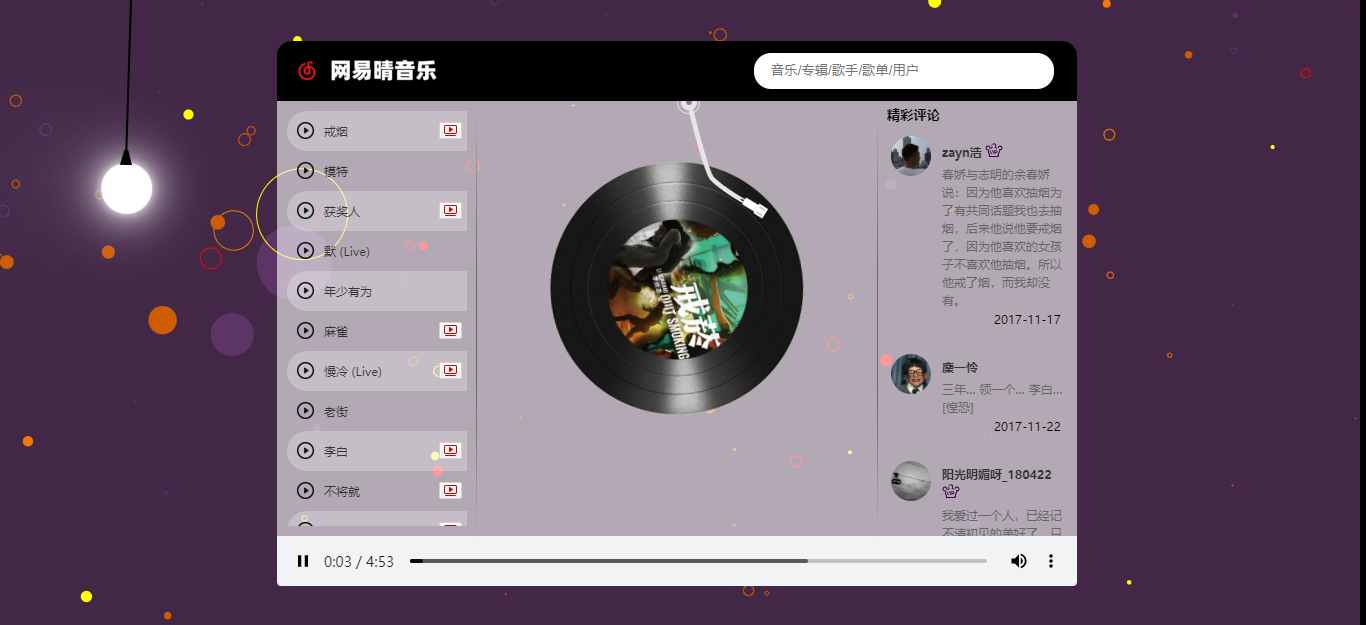 网易晴音乐
音乐/专辑/歌手/歌单/用户
戒烟
模特
获奖人
默 (Live)
年少有为
麻雀
慢冷 (Live)
老街
李白
不将就
戒菸
QUIT SMOKING
精彩评论
zayn浩
春娇与志明的余春娇
说：因为他喜欢抽烟为
了有共同话题我也去抽
烟，后来他说他要戒烟
了，因为他喜欢的女孩
子不喜欢他抽烟。所以
他戒了烟，而我却没
有。
2017-11-17
糜一怜
三年... 领一个... 李白...
[惶恐]
2017-11-22
阳光明媚呀_180422
我爱过一个人，已经记
不清初见的美好了，只
0:03 / 4:53